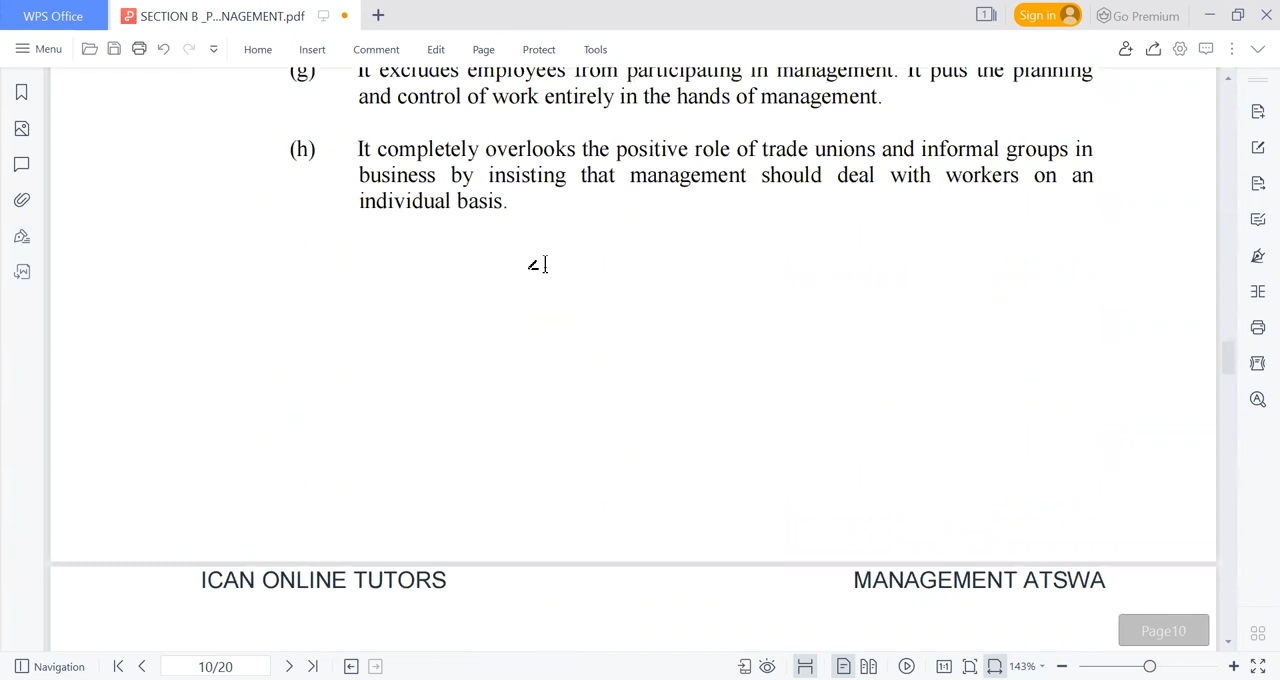 WPS Office
SECTION B _P...NAGEMENT.pdf
Sign in
Go Premium
Menu
Home
Insert
Comment
Edit
Page
Protect
Tools
(g) It excludes employees from participating in management. It puts the planning
and control of work entirely in the hands of management.
(h) It completely overlooks the positive role of trade unions and informal groups in
business by insisting that management should deal with workers on an
individual basis.
ICAN ONLINE TUTORS
MANAGEMENT ATSWA
Page10
Navigation
10/20
1:1
143%